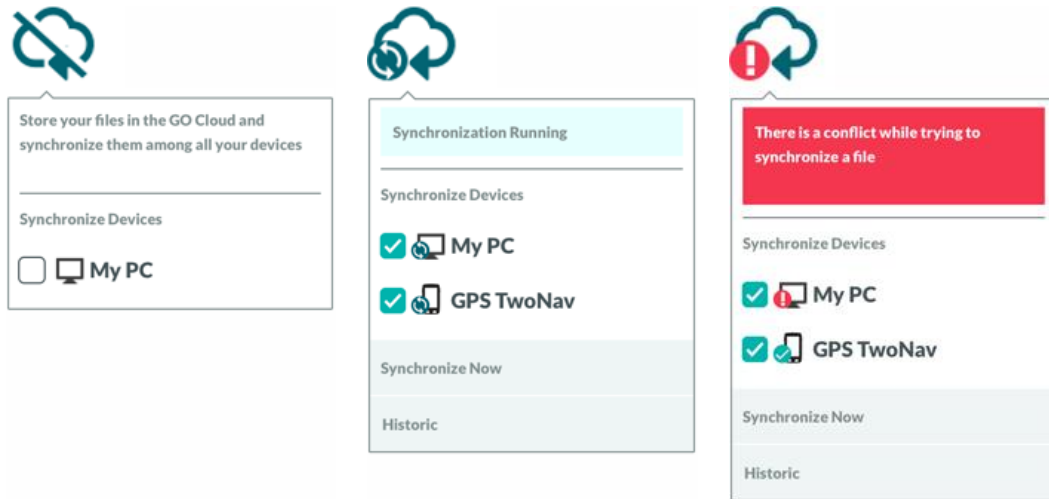 Store your files in the GO Cloud and
synchronize them among all your devices
Synchronize Devices
My PC
Synchronization Running
Synchronize Devices
My PC
GPS TwoNav
Synchronize Now
Historic
There is a conflict while trying to
synchronize a file
Synchronize Devices
My PC
GPS TwoNav
Synchronize Now
Historic